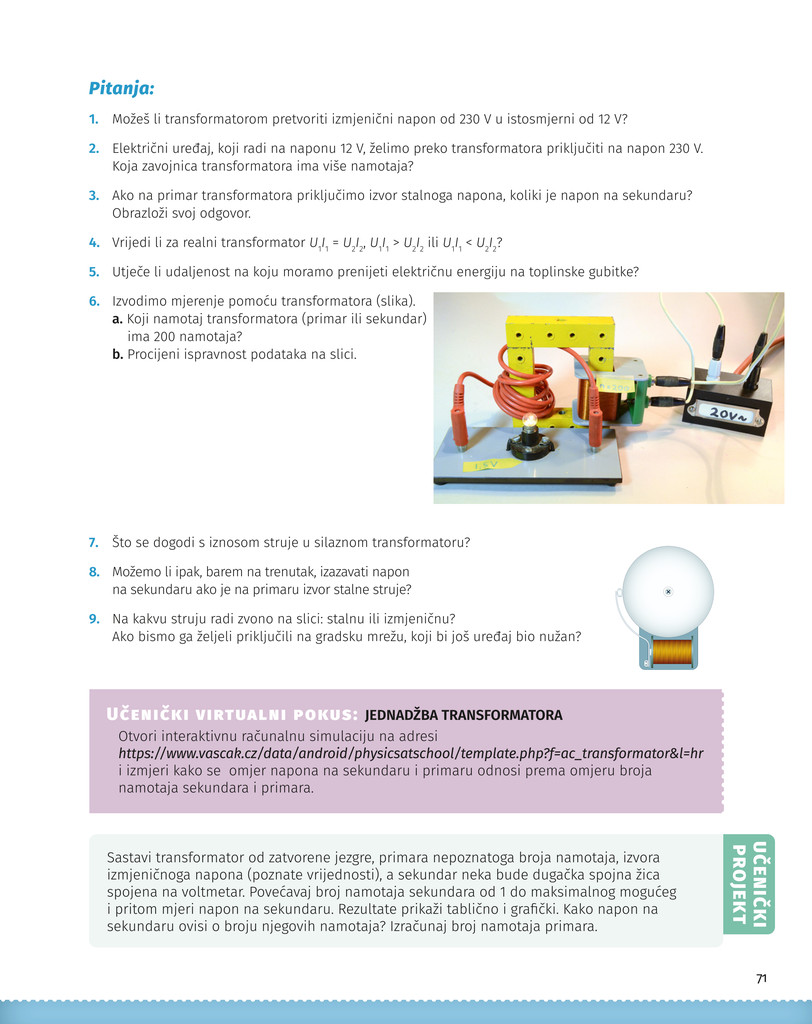 Pitanja:
1. Možeš li transformatorom pretvoriti izmjenični napon od 230 V u istosmjerni od 12 V?
2. Električni uređaj, koji radi na naponu 12 V, želimo preko transformatora priključiti na napon 230 V.
Koja zavojnica transformatora ima više namotaja?
3. Ako na primar transformatora priključimo izvor stalnoga napona, koliki je napon na sekundaru?
Obrazloži svoj odgovor.
4. Vrijedi li za realni transformator U₁I₁ = U₂I₂, U₁I₁ > U₂I₂ ili U₁I₁ < U₂I₂?
5. Utječe li udaljenost na koju moramo prenijeti električnu energiju na toplinske gubitke?
6. Izvodimo mjerenje pomoću transformatora (slika).
a. Koji namotaj transformatora (primar ili sekundar)
ima 200 namotaja?
b. Procijeni ispravnost podataka na slici.
20V~
1.5V
7. Što se dogodi s iznosom struje u silaznom transformatoru?
8. Možemo li ipak, barem na trenutak, izazavati napon
na sekundaru ako je na primaru izvor stalne struje?
9. Na kakvu struju radi zvono na slici: stalnu ili izmjeničnu?
Ako bismo ga željeli priključili na gradsku mrežu, koji bi još uređaj bio nužan?
UČENIČKI VIRTUALNI POKUS: JEDNADŽBA TRANSFORMATORA
Otvori interaktivnu računalnu simulaciju na adresi
https://www.vascak.cz/data/android/physicsatschool/template.php?f=ac_transformator&l=hr
i izmjeri kako se omjer napona na sekundaru i primaru odnosi prema omjeru broja
namotaja sekundara i primara.
Sastavi transformator od zatvorene jezgre, primara nepoznatoga broja namotaja, izvora
izmjeničnoga napona (poznate vrijednosti), a sekundar neka bude dugačka spojna žica
spojena na voltmetar. Povećavaj broj namotaja sekundara od 1 do maksimalnog mogućeg
i pritom mjeri napon na sekundaru. Rezultate prikaži tablično i grafički. Kako napon na
sekundaru ovisi o broju njegovih namotaja? Izračunaj broj namotaja primara.
UČENIČKI
PROJEKT
71